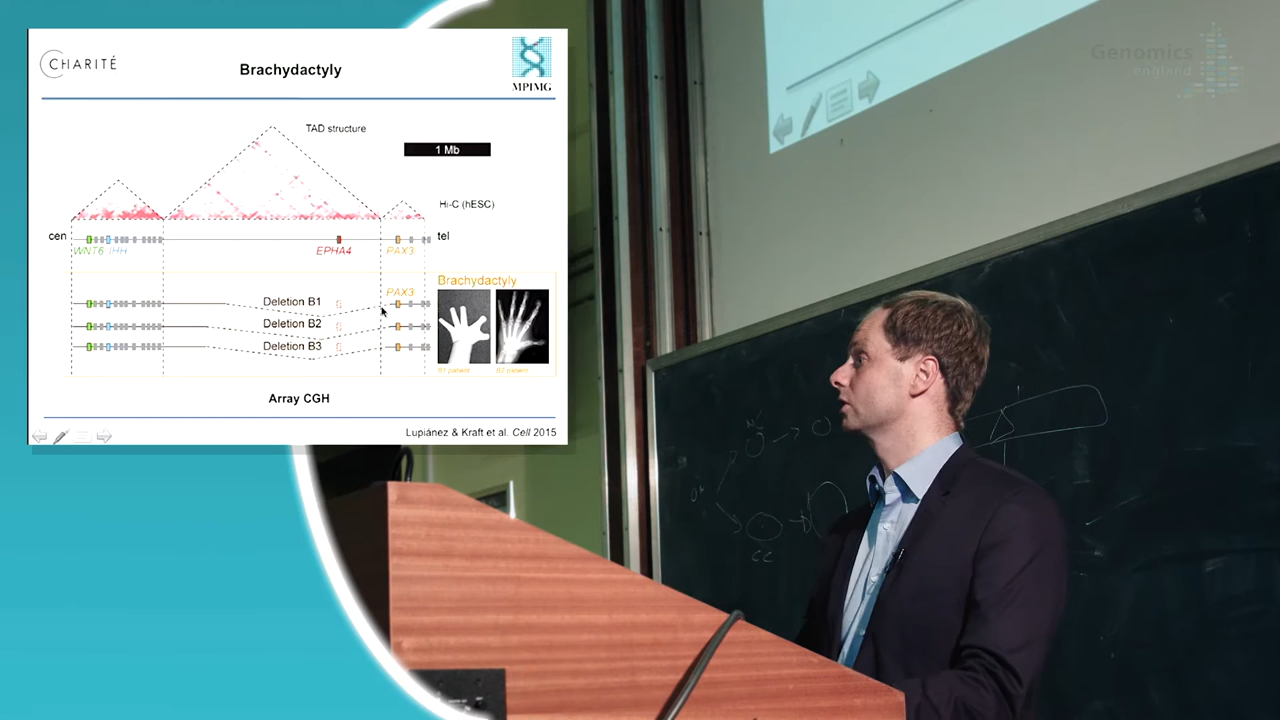 CHARITÉ
Brachydactyly
MPIMG
TAD structure
1 Mb
Hi-C (hESC)
cen
tel
WNT6 IHH
EPHA4
PAX3
Brachydactyly
PAX3
Deletion B1
Deletion B2
Deletion B3
B1 patient
B2 patient
Array CGH
Lupiánez & Kraft et al. Cell 2015
Genomics
england